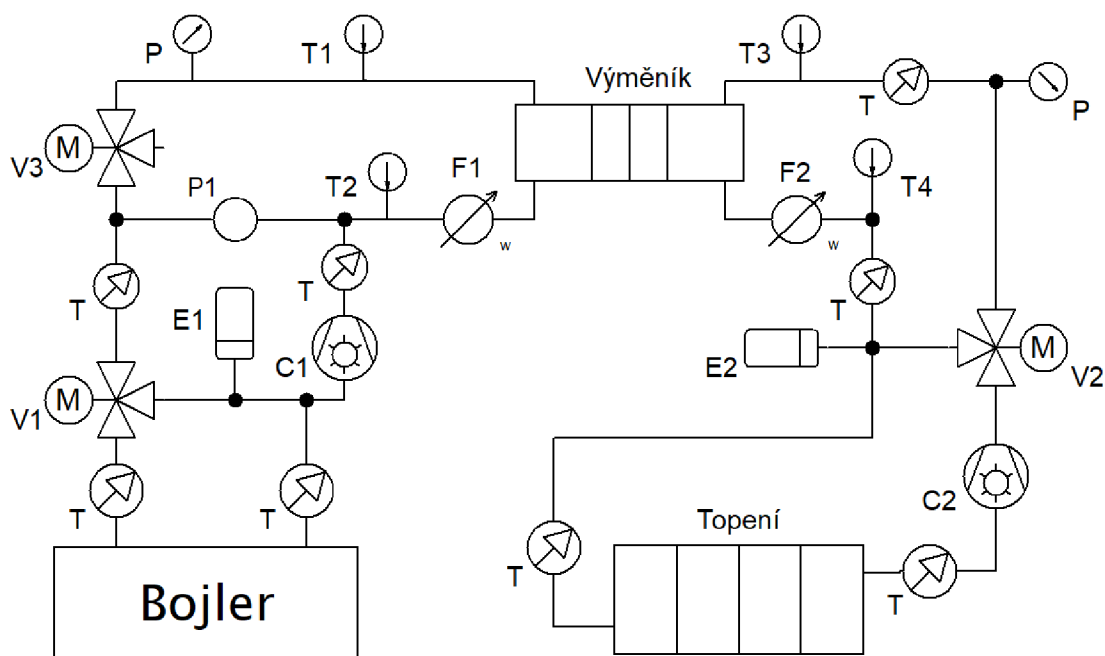 P
T1
T3
Výměník
T
P
M
V3
P1
T2
F1
w
F2
w
T4
T
E1
T
T
C1
E2
M
V2
M
V1
T
T
C2
Topení
T
T
Bojler